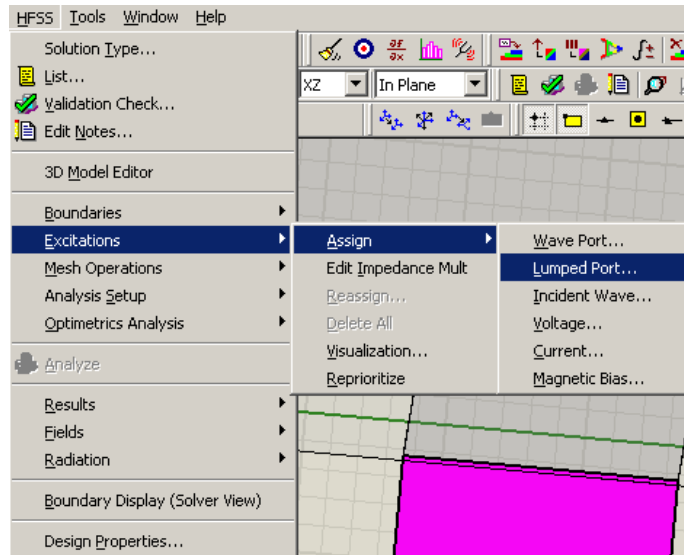 HFSS Tools Window Help
Solution Type...
List...
Validation Check...
Edit Notes...
3D Model Editor
Boundaries
Excitations
Mesh Operations
Analysis Setup
Optimetrics Analysis
Analyze
Results
Fields
Radiation
Boundary Display (Solver View)
Design Properties...
Assign
Edit Impedance Mult
Reassign...
Delete All
Visualization...
Reprioritize
Wave Port...
Lumped Port...
Incident Wave...
Voltage...
Current...
Magnetic Bias...
XZ In Plane